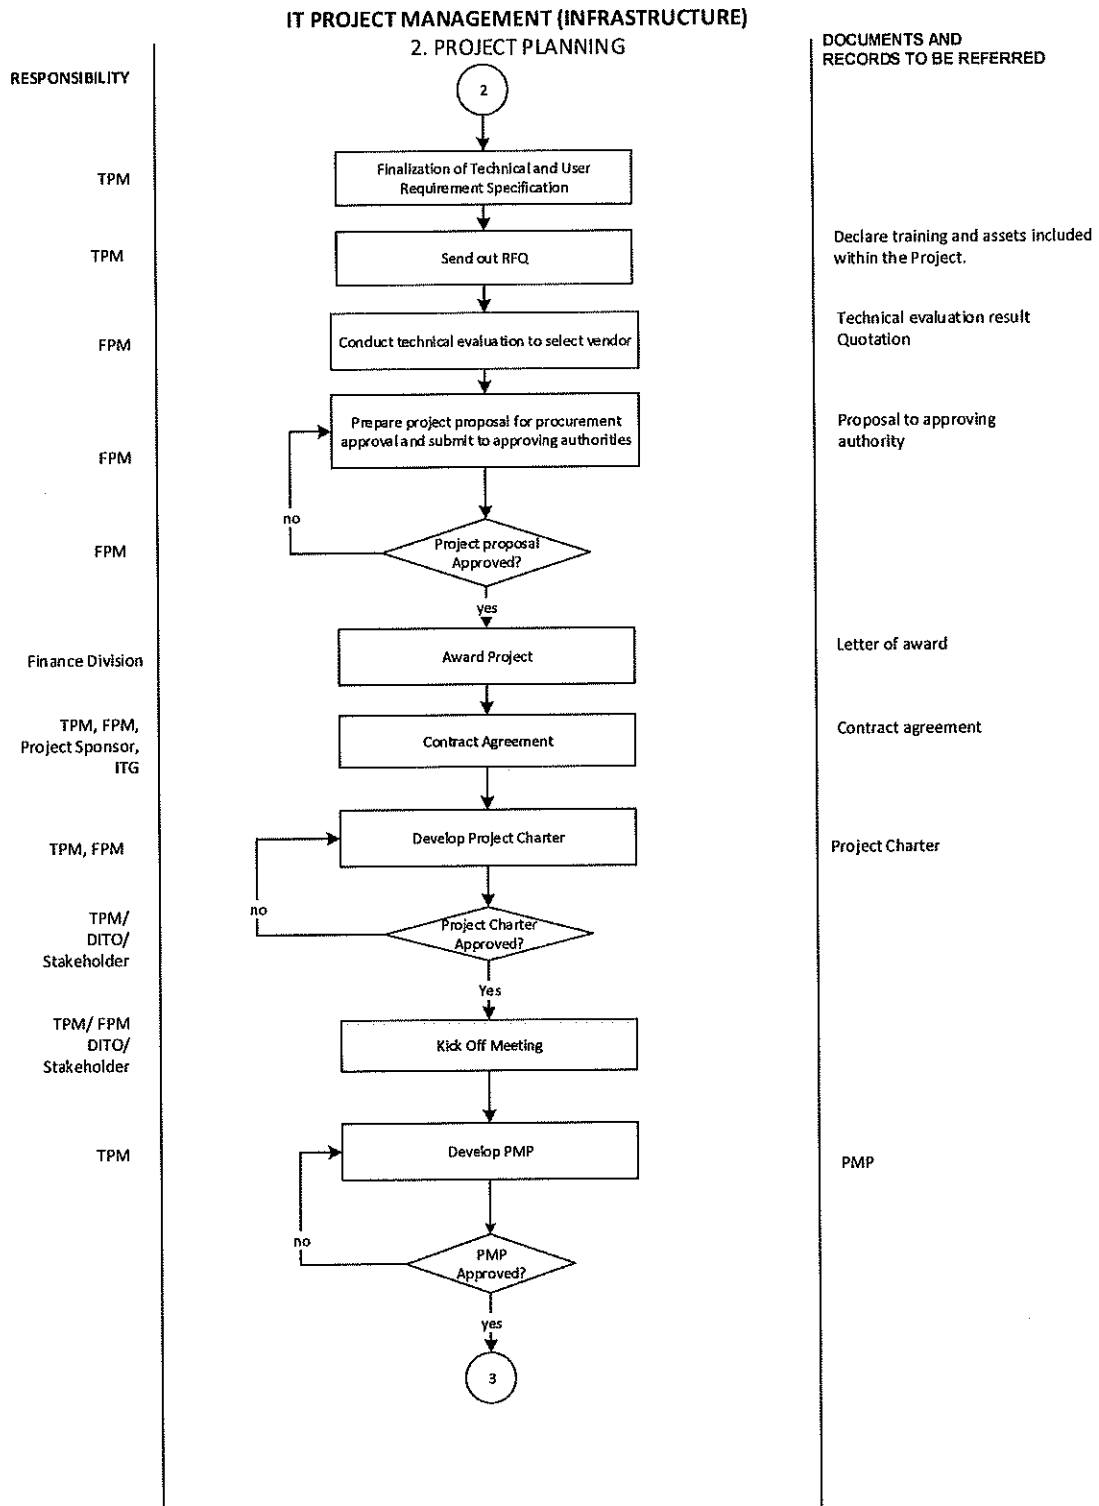 IT PROJECT MANAGEMENT (INFRASTRUCTURE)
2. PROJECT PLANNING
DOCUMENTS AND
RECORDS TO BE REFERRED
RESPONSIBILITY
2
TPM
Finalization of Technical and User
Requirement Specification
TPM
Send out RFQ
Declare training and assets included
within the Project.
FPM
Conduct technical evaluation to select vendor
Technical evaluation result
Quotation
FPM
Prepare project proposal for procurement
approval and submit to approving authorities
Proposal to approving
authority
no
FPM
Project proposal
Approved?
yes
Finance Division
Award Project
Letter of award
TPM, FPM,
Project Sponsor,
ITG
Contract Agreement
Contract agreement
TPM, FPM
Develop Project Charter
Project Charter
no
TPM/
DITO/
Stakeholder
Project Charter
Approved?
Yes
TPM/ FPM
DITO/
Stakeholder
Kick Off Meeting
TPM
Develop PMP
PMP
no
PMP
Approved?
yes
3